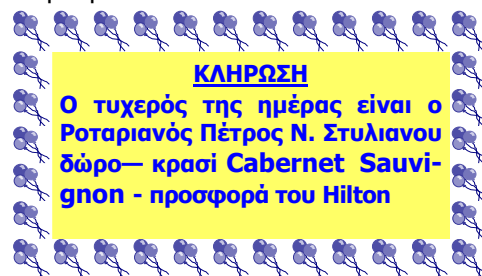 ΚΛΗΡΩΣΗ
Ο τυχερός της ημέρας είναι ο
Ροταριανός Πέτρος Ν. Στυλιανου
δώρο— κρασί Cabernet Sauvi-
gnon - προσφορά του Hilton